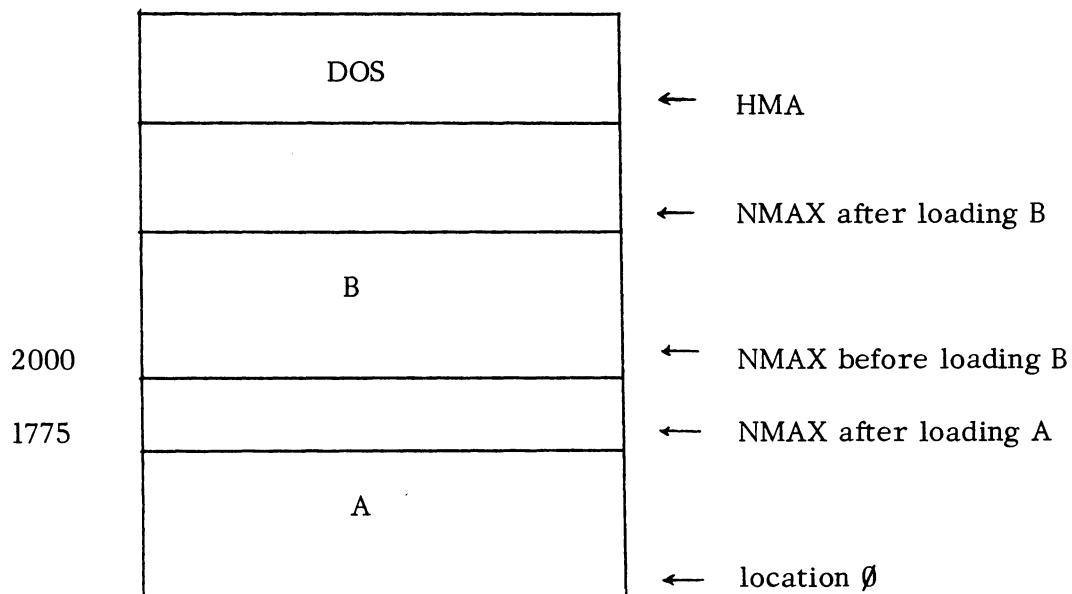 DOS
← HMA
← NMAX after loading B
B
2000
← NMAX before loading B
1775
← NMAX after loading A
A
← location Ø